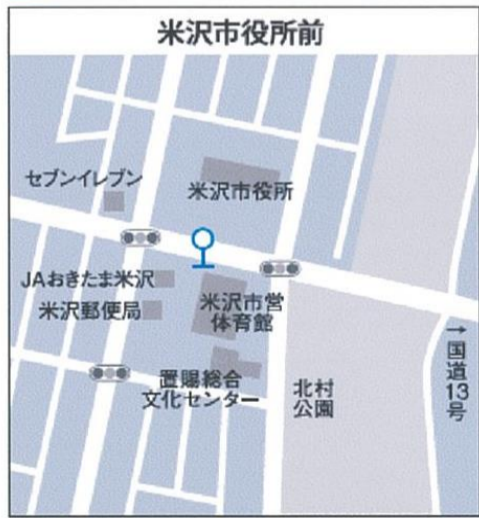 米沢市役所前
セブンイレブン
米沢市役所
JAおきたま米沢
米沢郵便局
米沢市営
体育館
置賜総合
文化センター
北村
公園
→国道13号